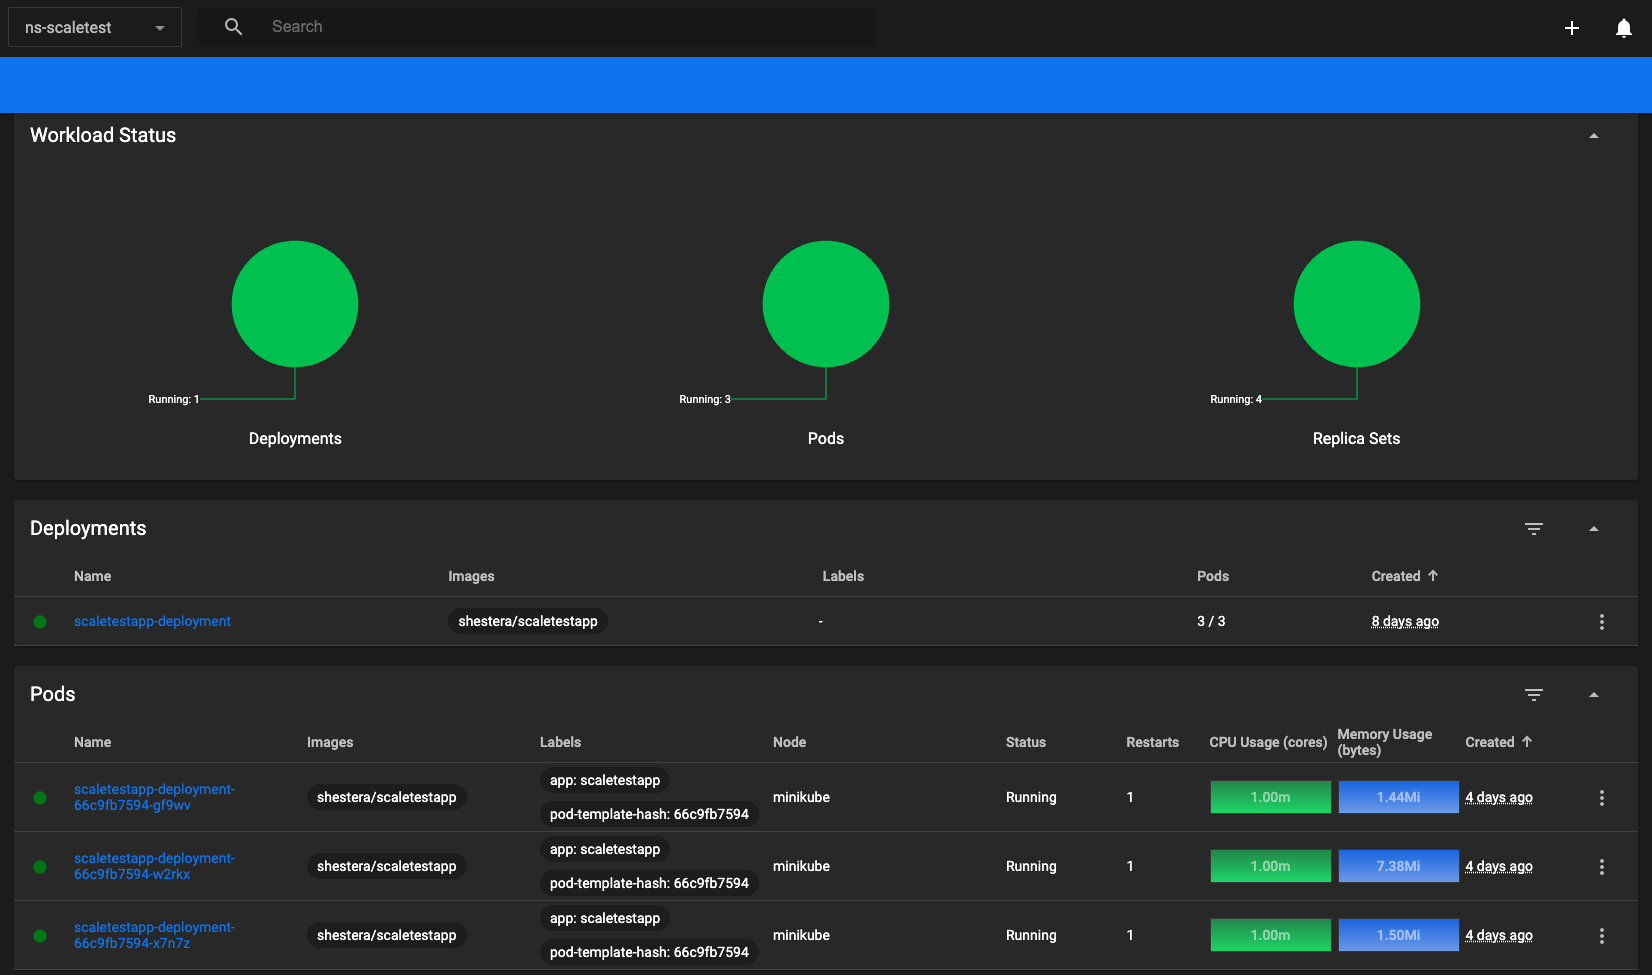 ns-scaletest
Search
Workload Status
Running: 1
Running: 3
Running: 4
Deployments
Pods
Replica Sets
Deployments
Name Images Labels Pods Created
scaletestapp-deployment shestera/scaletestapp - 3 / 3 8 days ago
Pods
Name Images Labels Node Status Restarts CPU Usage (cores) Memory Usage (bytes) Created
scaletestapp-deployment-
66c9fb7594-gf9wv
shestera/scaletestapp
app: scaletestapp
pod-template-hash: 66c9fb7594
minikube Running 1 1.00m 1.44Mi 4 days ago
scaletestapp-deployment-
66c9fb7594-w2rkx
shestera/scaletestapp
app: scaletestapp
pod-template-hash: 66c9fb7594
minikube Running 1 1.00m 7.38Mi 4 days ago
scaletestapp-deployment-
66c9fb7594-x7n7z
shestera/scaletestapp
app: scaletestapp
pod-template-hash: 66c9fb7594
minikube Running 1 1.00m 1.50Mi 4 days ago